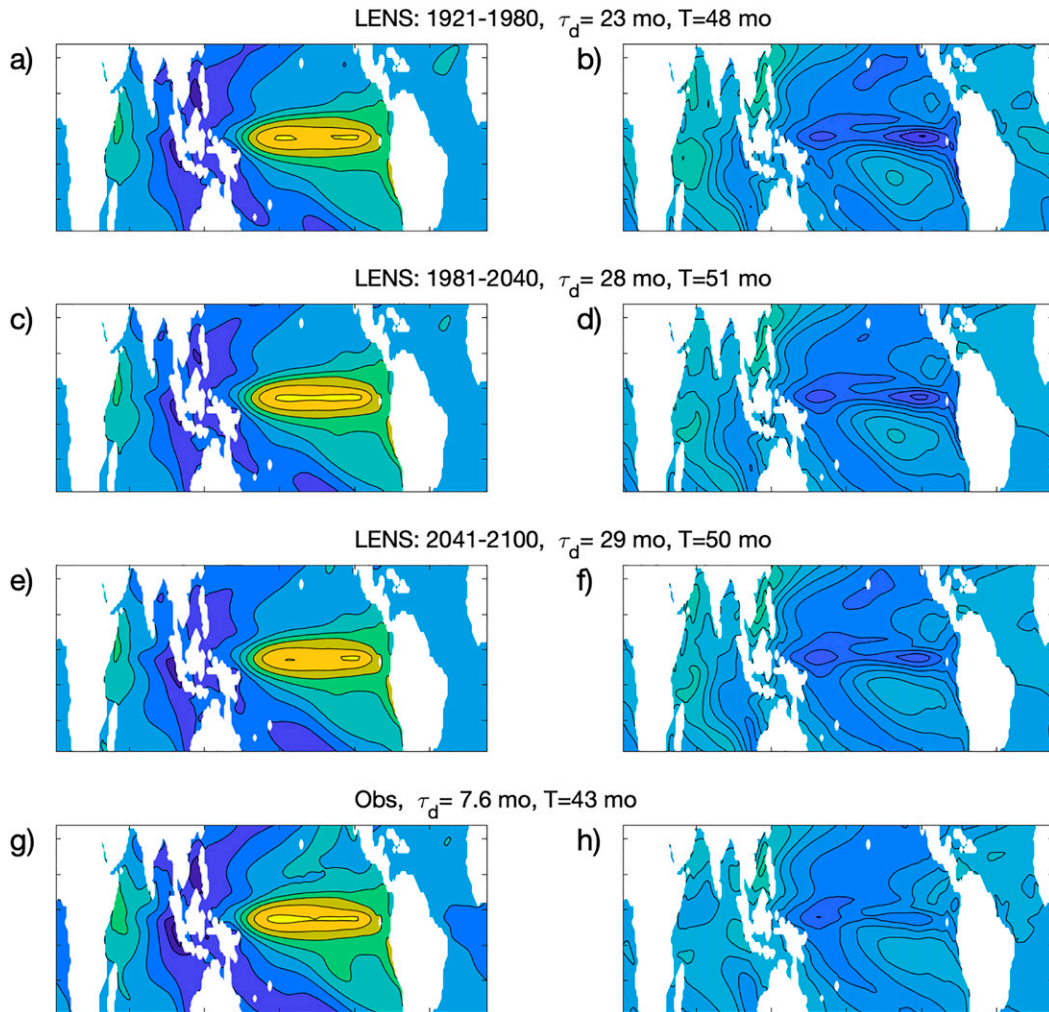 LENS: 1921-1980, τd= 23 mo, T=48 mo
a)
b)
LENS: 1981-2040, τd= 28 mo, T=51 mo
c)
d)
LENS: 2041-2100, τd= 29 mo, T=50 mo
e)
f)
Obs, τd= 7.6 mo, T=43 mo
g)
h)